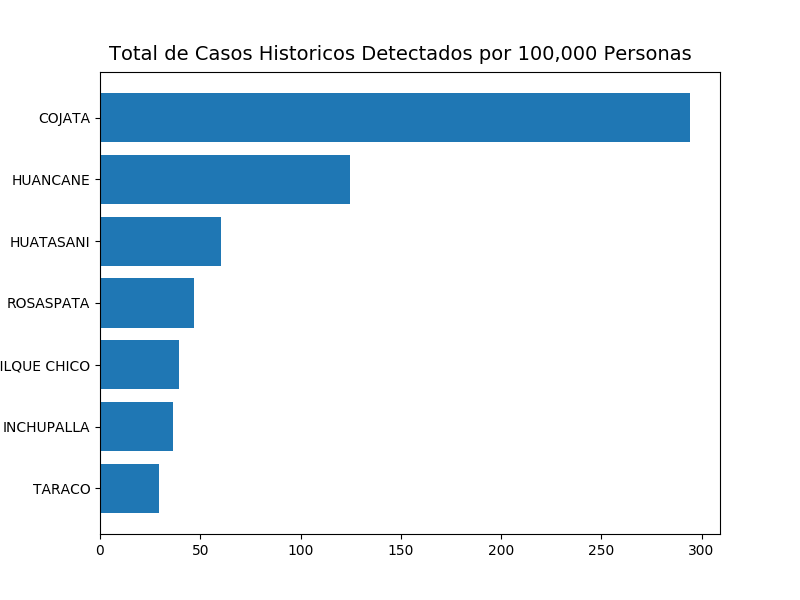 Total de Casos Historicos Detectados por 100,000 Personas
COJATA
HUANCANE
HUATASANI
ROSASPATA
ILQUE CHICO
INCHUPALLA
TARACO
0 50 100 150 200 250 300